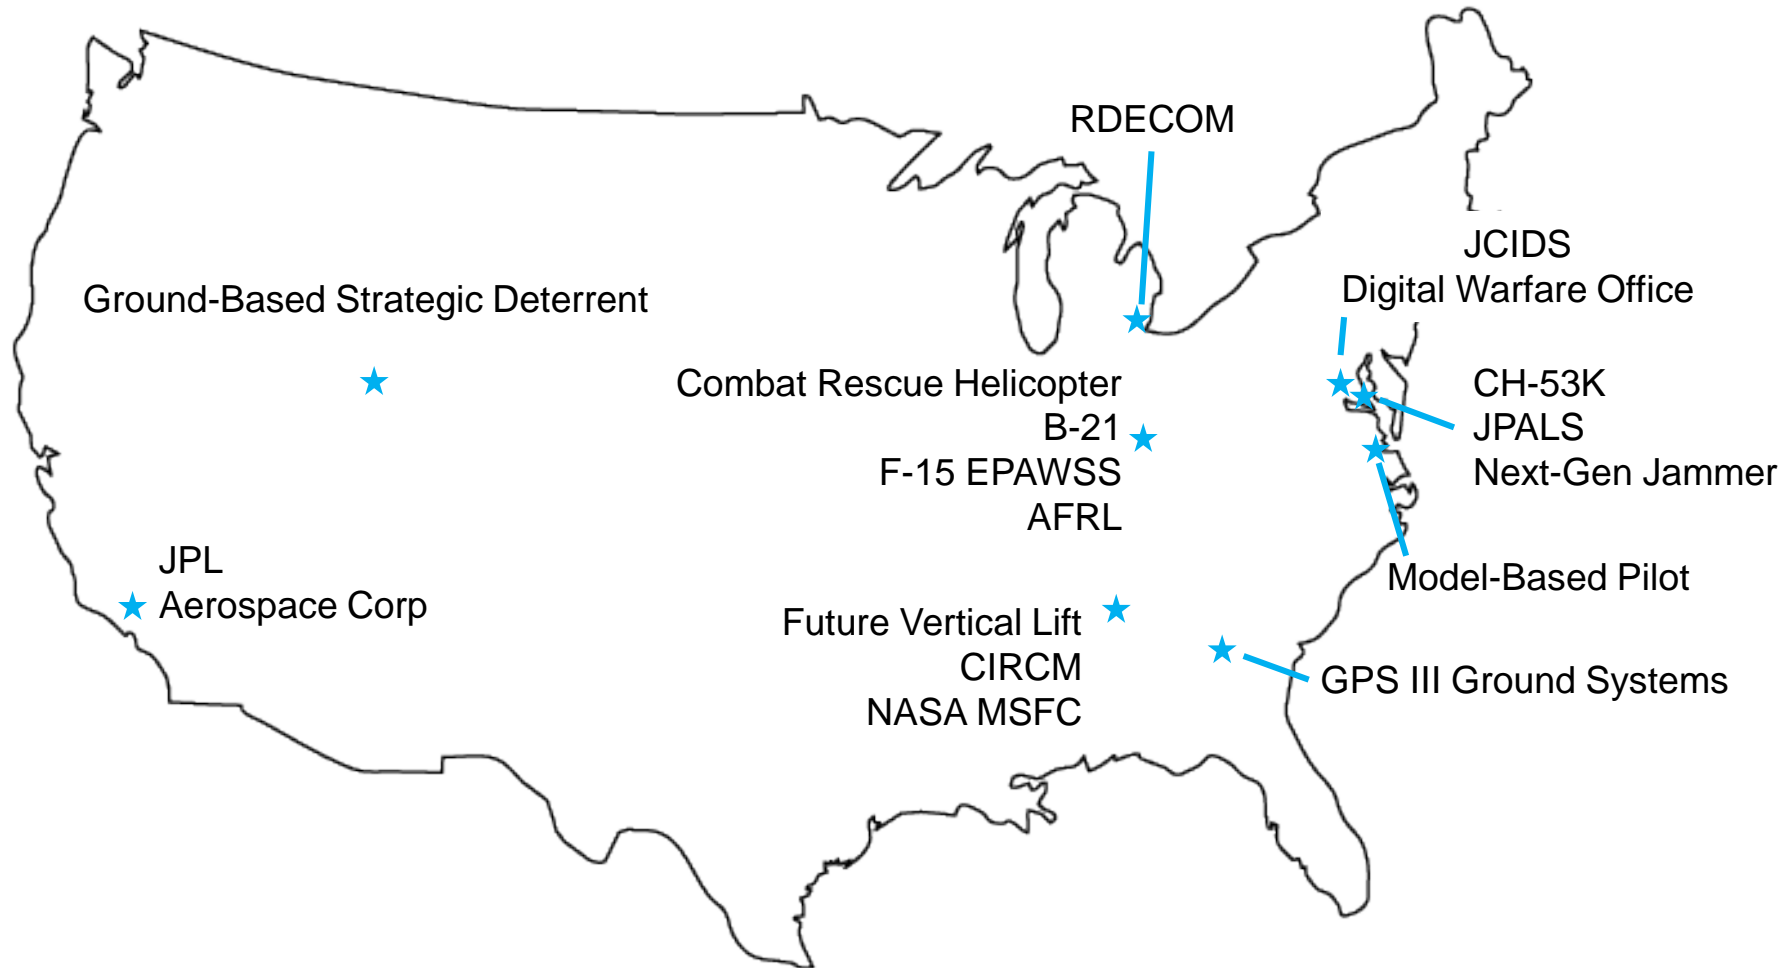 RDECOM
JCIDS
Digital Warfare Office
Ground-Based Strategic Deterrent
Combat Rescue Helicopter
B-21
F-15 EPAWSS
AFRL
CH-53K
JPALS
Next-Gen Jammer
JPL
Aerospace Corp
Model-Based Pilot
Future Vertical Lift
CIRCM
NASA MSFC
GPS III Ground Systems